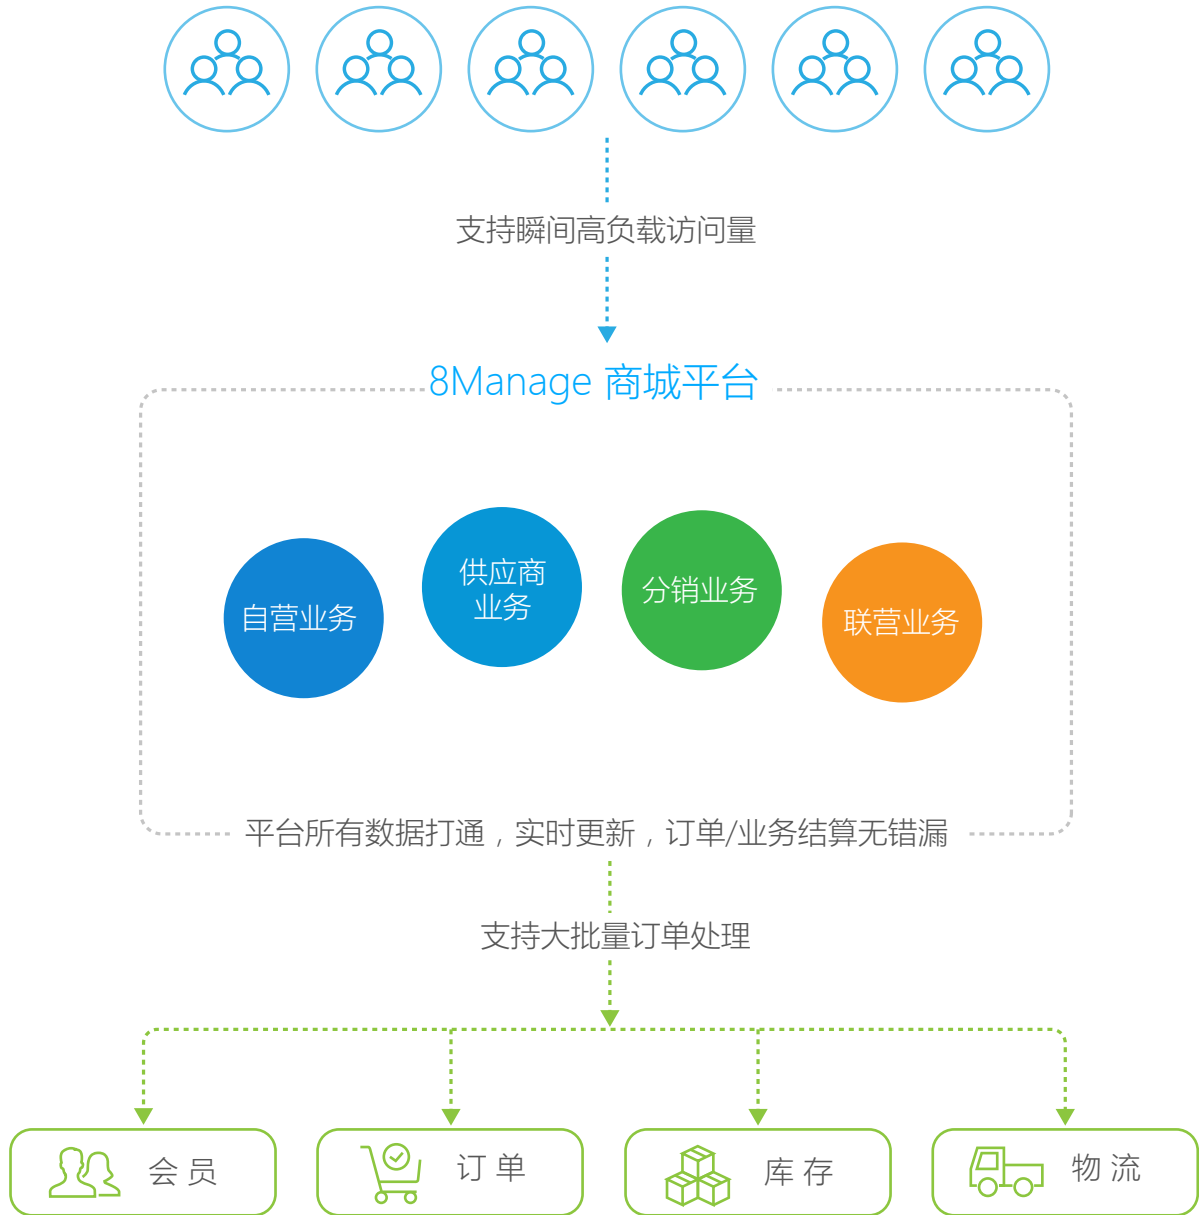 支持瞬间高负载访问量
8Manage 商城平台
自营业务
供应商
业务
分销业务
联营业务
平台所有数据打通，实时更新，订单/业务结算无错漏
支持大批量订单处理
会 员
订 单
库 存
物 流